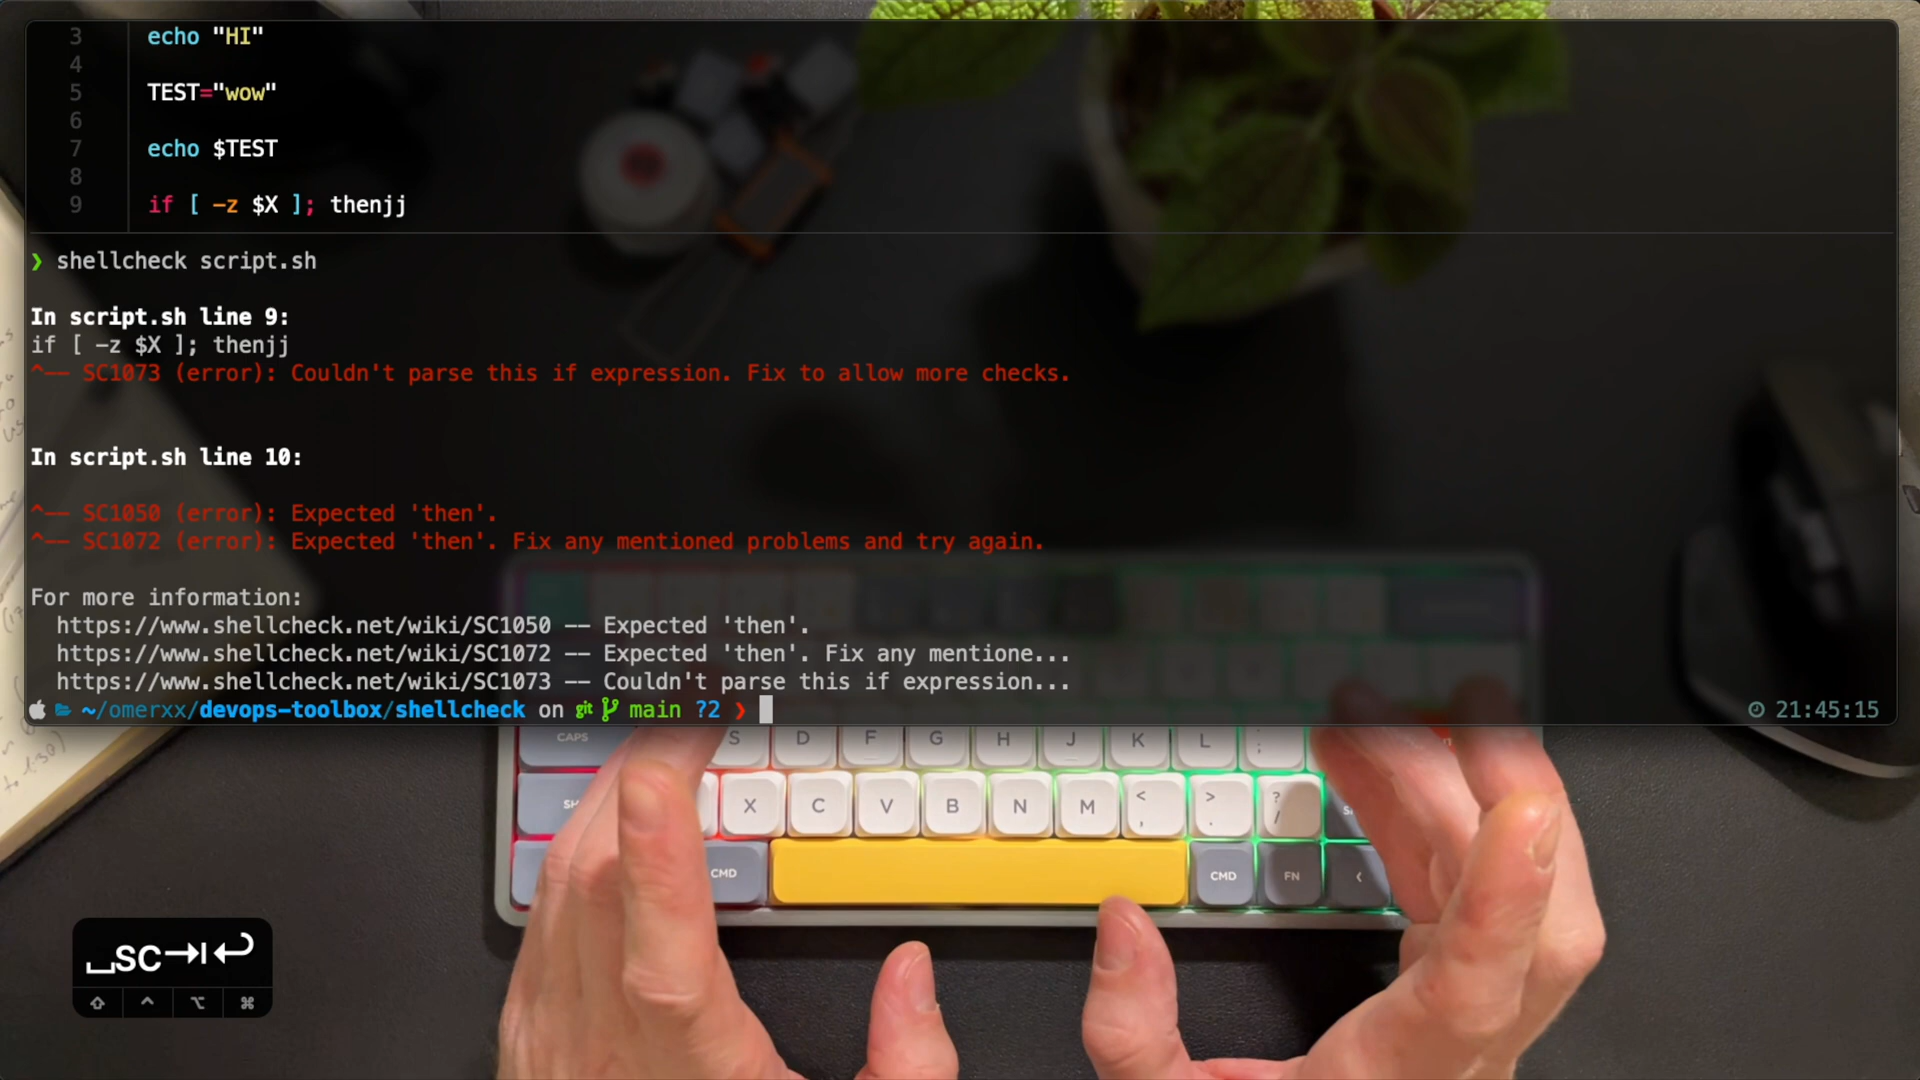 3 echo "HI"
4
5 TEST="wow"
6
7 echo $TEST
8
9 if [ -z $X ]; thenjj
❯ shellcheck script.sh
In script.sh line 9:
if [ -z $X ]; thenjj
^-- SC1073 (error): Couldn't parse this if expression. Fix to allow more checks.
In script.sh line 10:
^-- SC1050 (error): Expected 'then'.
^-- SC1072 (error): Expected 'then'. Fix any mentioned problems and try again.
For more information:
https://www.shellcheck.net/wiki/SC1050 -- Expected 'then'.
https://www.shellcheck.net/wiki/SC1072 -- Expected 'then'. Fix any mentione...
https://www.shellcheck.net/wiki/SC1073 -- Couldn't parse this if expression...
~/omerxx/devops-toolbox/shellcheck on git main ?2 ❯ 21:45:15
CAPS S D F G H J K L ;
SH X C V B N M < , > . ? /
CMD CMD FN
␣SC⇥↩
⇧ ⌃ ⌥ ⌘